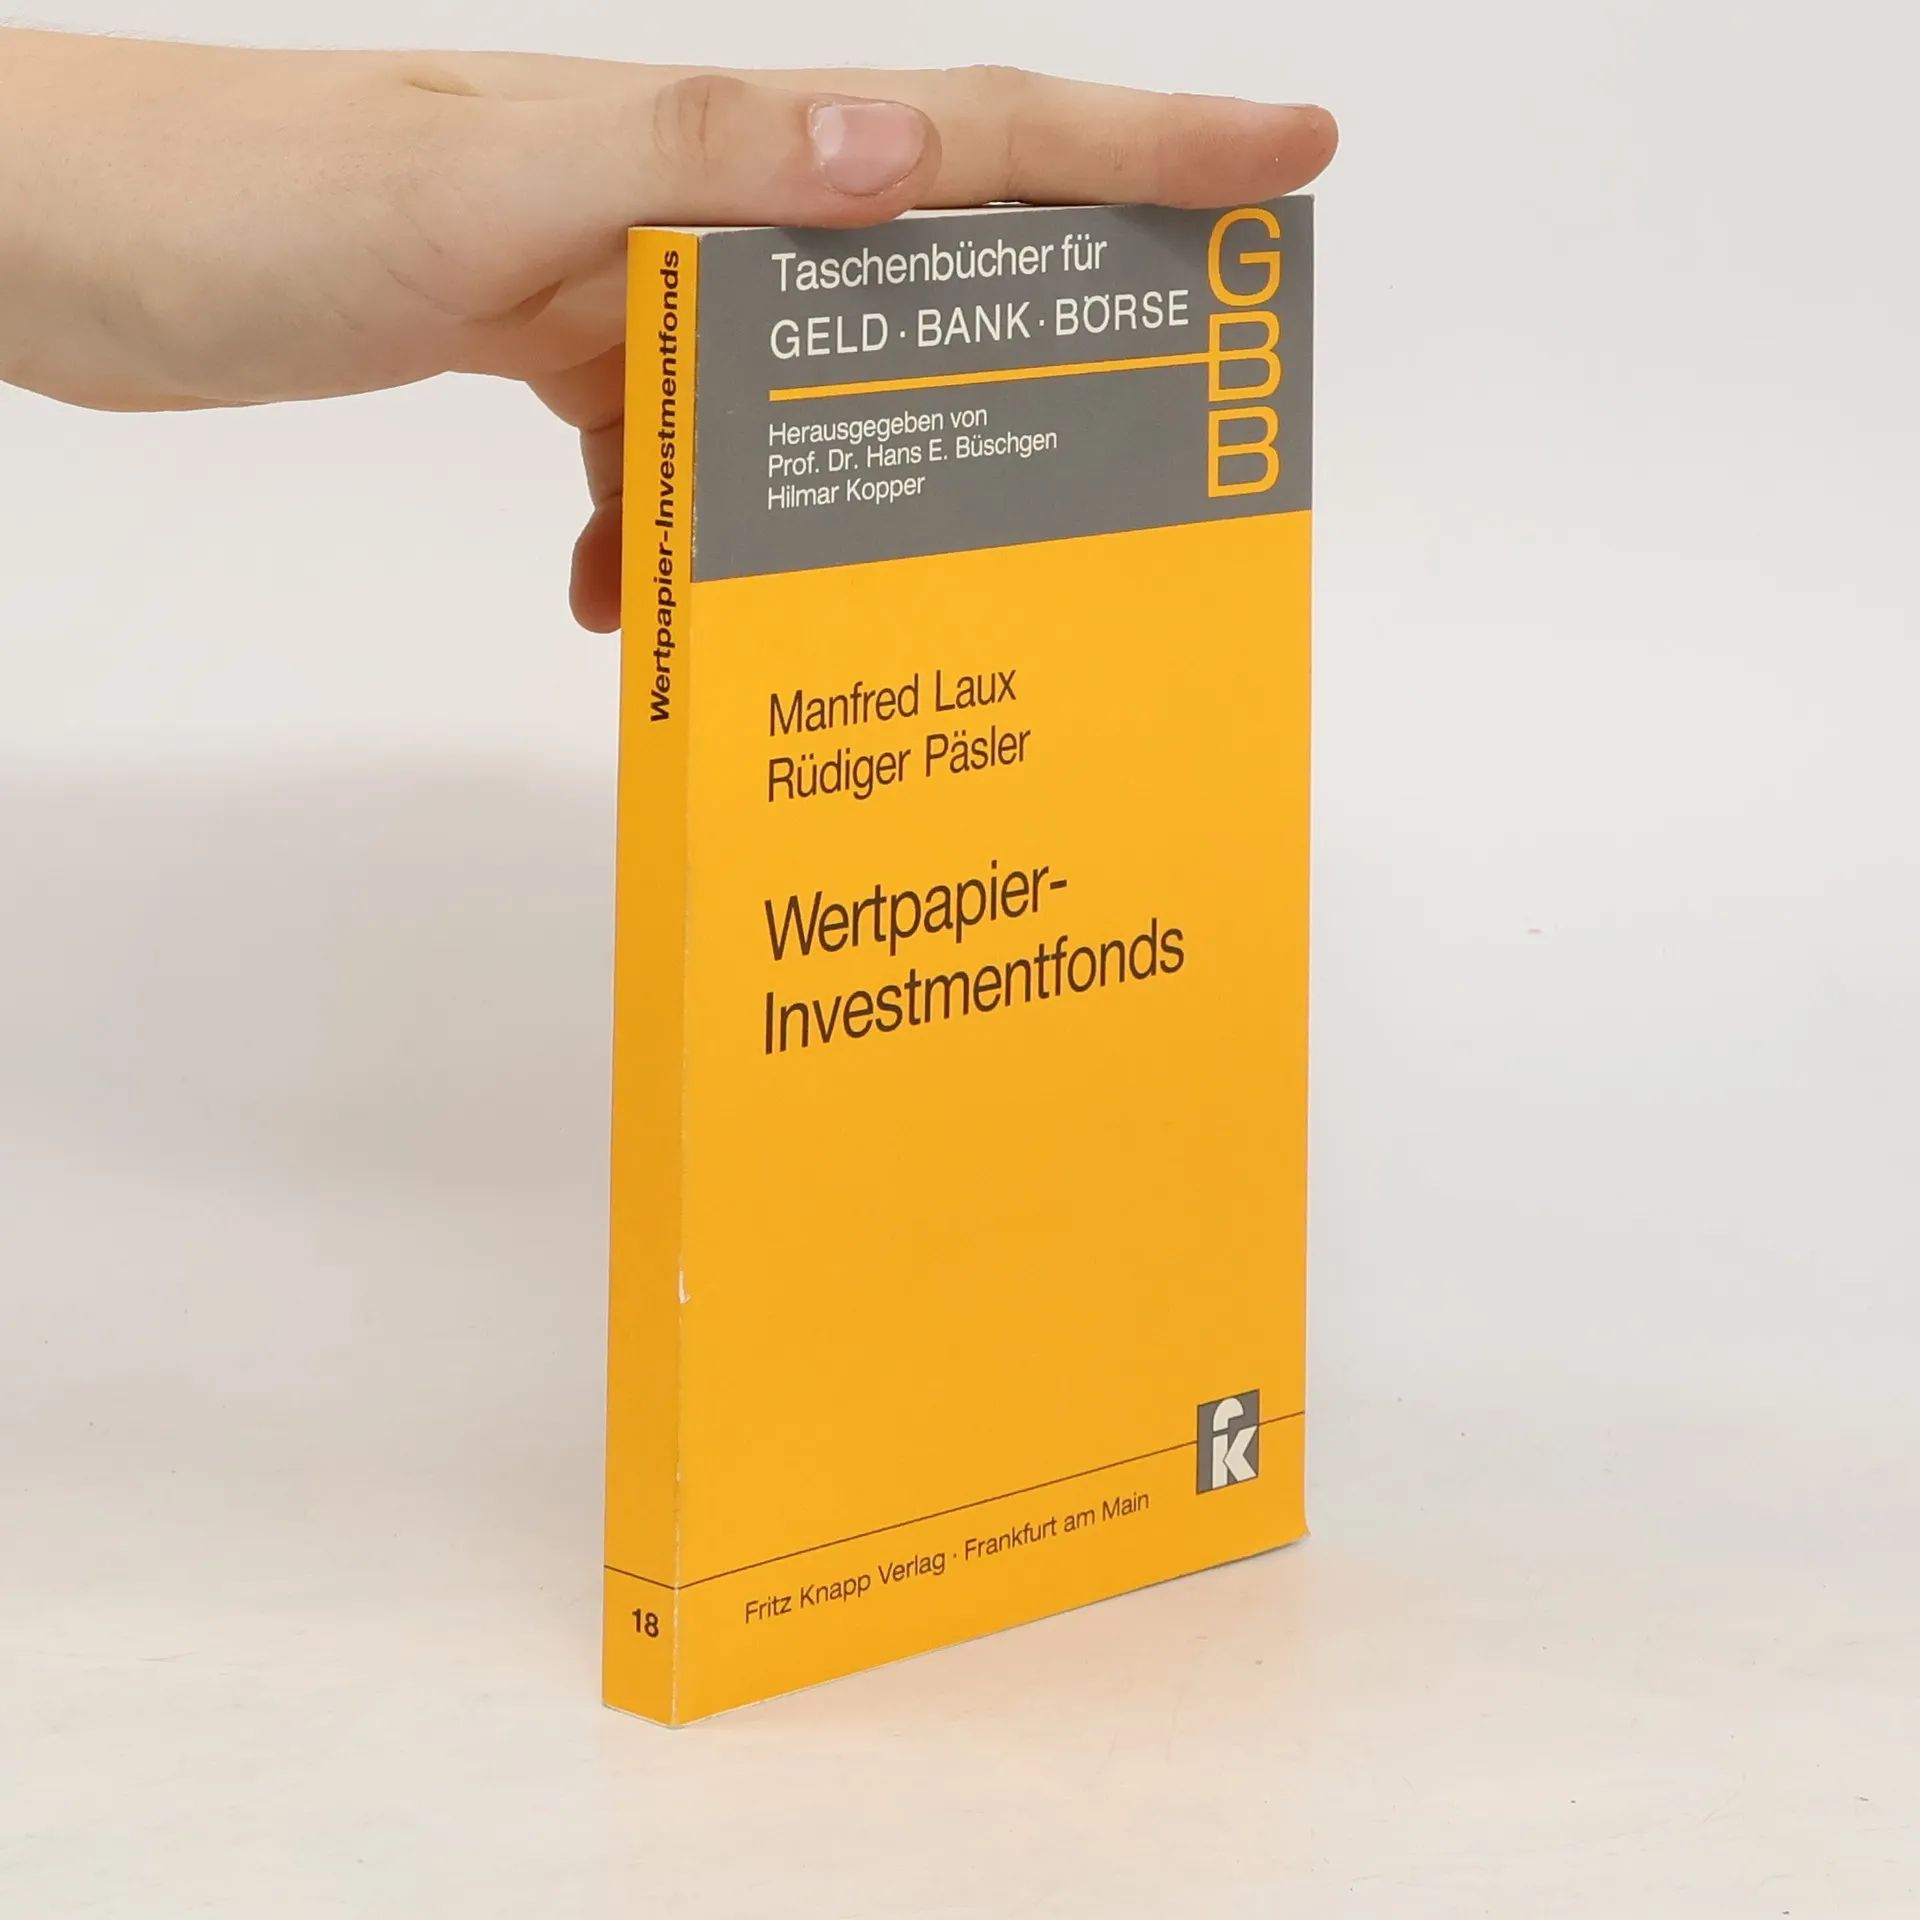 Wertpapier-Investmentfonds
18
Taschenbücher für
GELD · BANK · BÖRSE
GBB
Herausgegeben von
Prof. Dr. Hans E. Büschgen
Hilmar Kopper
Manfred Laux
Rüdiger Päsler
Wertpapier-
Investmentfonds
fk
Fritz Knapp Verlag · Frankfurt am Main